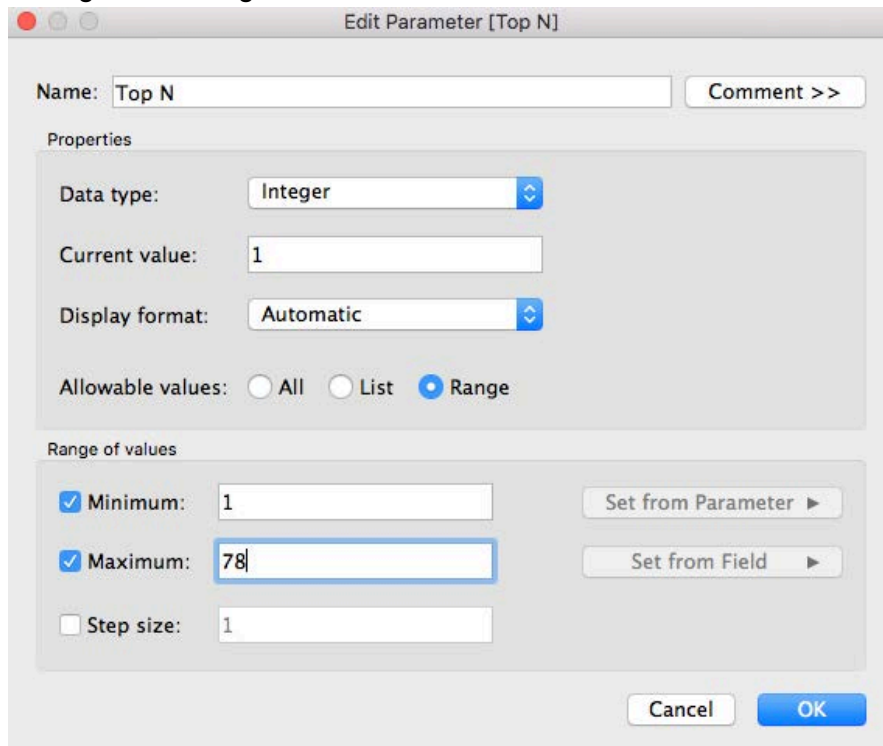 Edit Parameter [Top N]
Name: Top N Comment >>
Properties
Data type: Integer
Current value: 1
Display format: Automatic
Allowable values: All List Range
Range of values
Minimum: 1 Set from Parameter ▶
Maximum: 78 Set from Field ▶
Step size: 1
Cancel OK